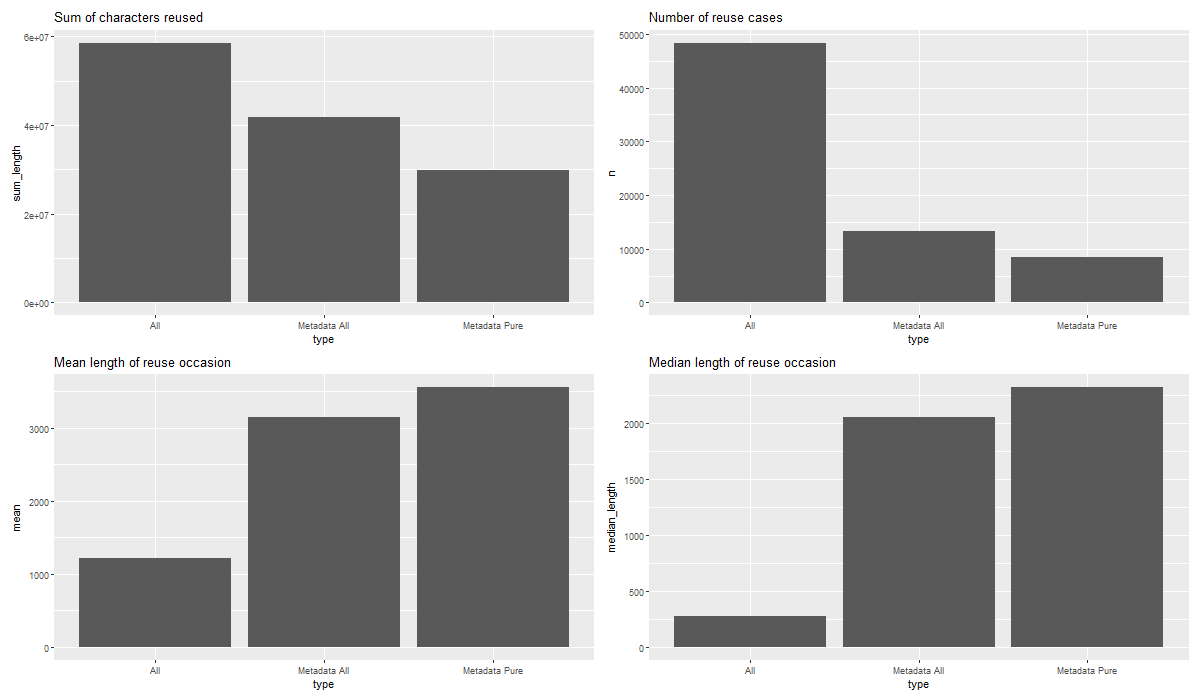 Sum of characters reused
6e+07
4e+07
2e+07
0e+00
sum_length
All Metadata All Metadata Pure
type
Number of reuse cases
50000
40000
30000
20000
10000
0
n
All Metadata All Metadata Pure
type
Mean length of reuse occasion
3000
2000
1000
0
mean
All Metadata All Metadata Pure
type
Median length of reuse occasion
2000
1500
1000
500
0
median_length
All Metadata All Metadata Pure
type